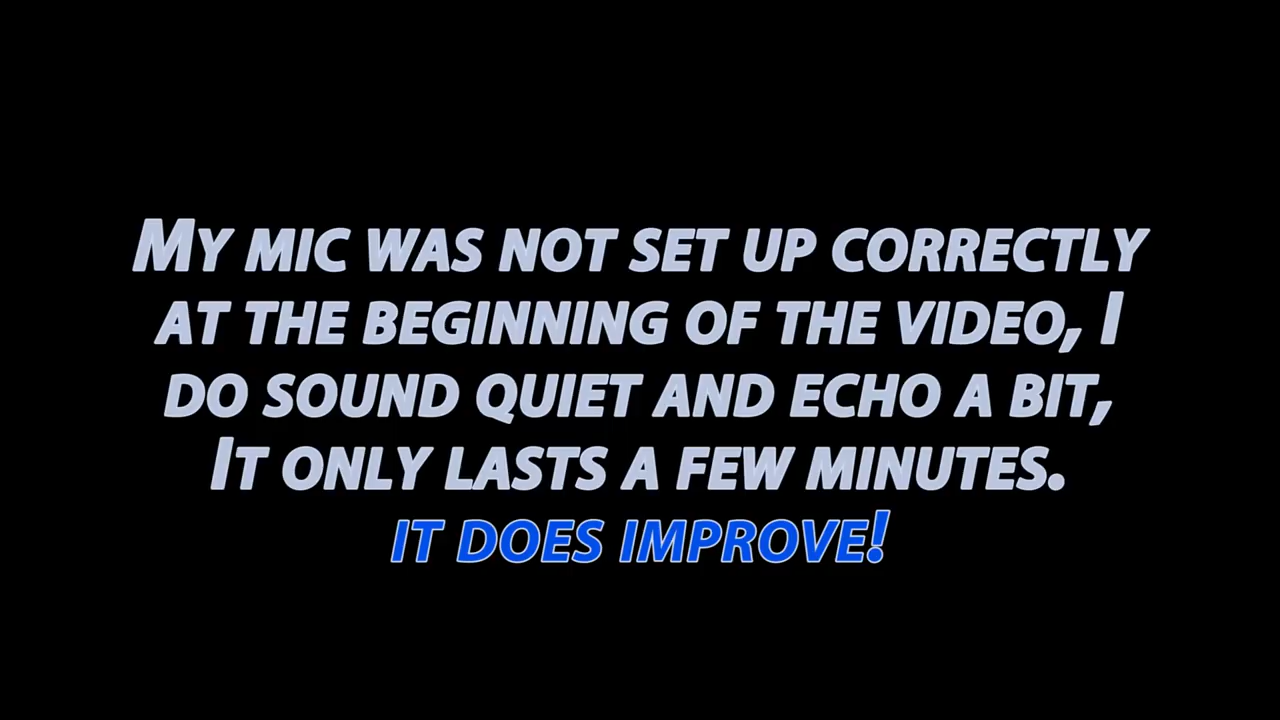 My mic was not set up correctly
at the beginning of the video, I
do sound quiet and echo a bit,
It only lasts a few minutes.
it does improve!